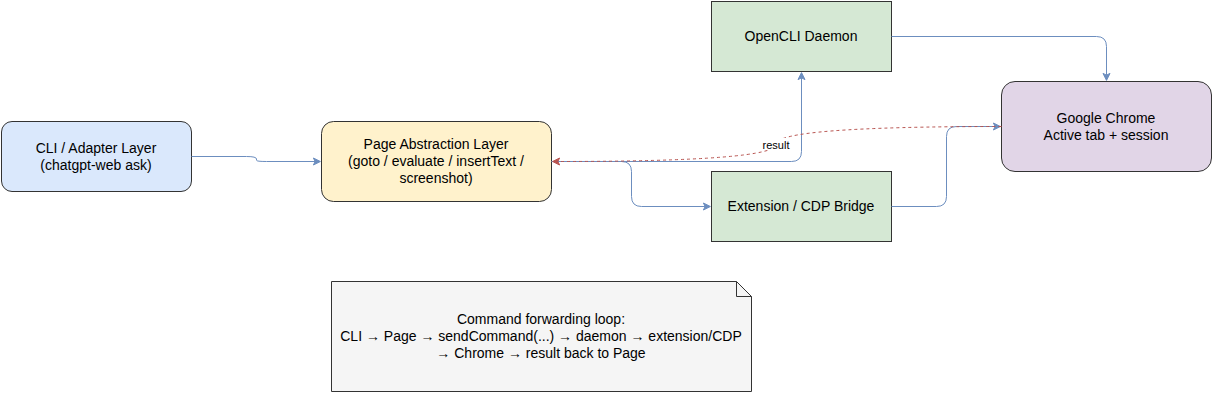 OpenCLI Daemon
CLI / Adapter Layer
(chatgpt-web ask)
Page Abstraction Layer
(goto / evaluate / insertText /
screenshot)
result
Google Chrome
Active tab + session
Extension / CDP Bridge
Command forwarding loop:
CLI → Page → sendCommand(...) → daemon → extension/CDP
→ Chrome → result back to Page